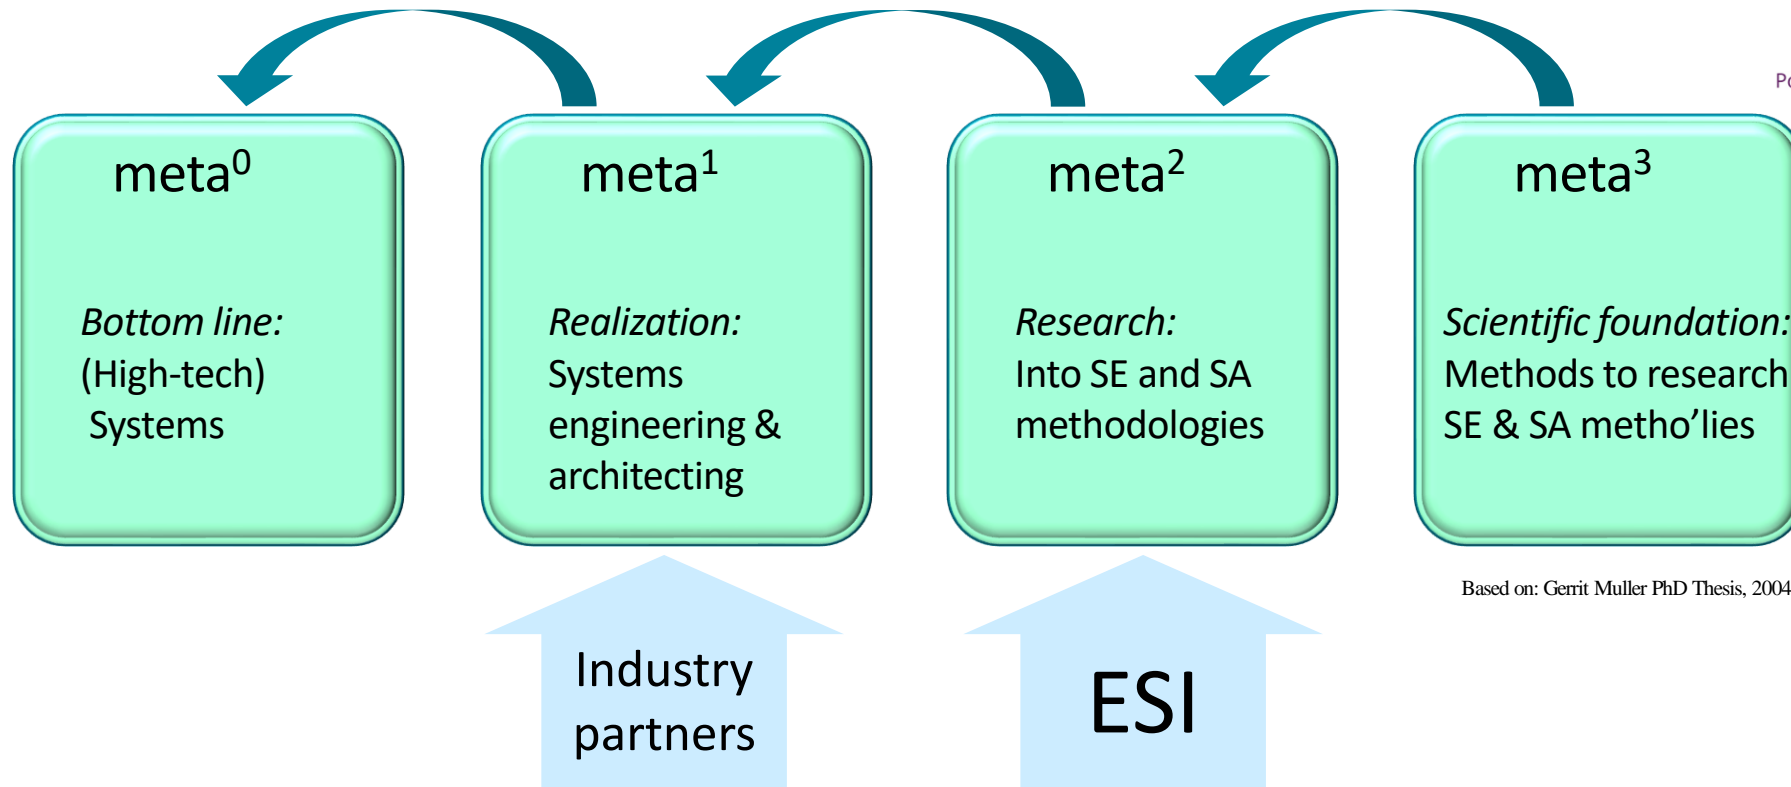 meta⁰
Bottom line:
(High-tech)
Systems
meta¹
Realization:
Systems
engineering &
architecting
meta²
Research:
Into SE and SA
methodologies
meta³
Scientific foundation:
Methods to research
SE & SA metho’lies
Based on: Gerrit Muller PhD Thesis, 2004
Industry
partners
ESI